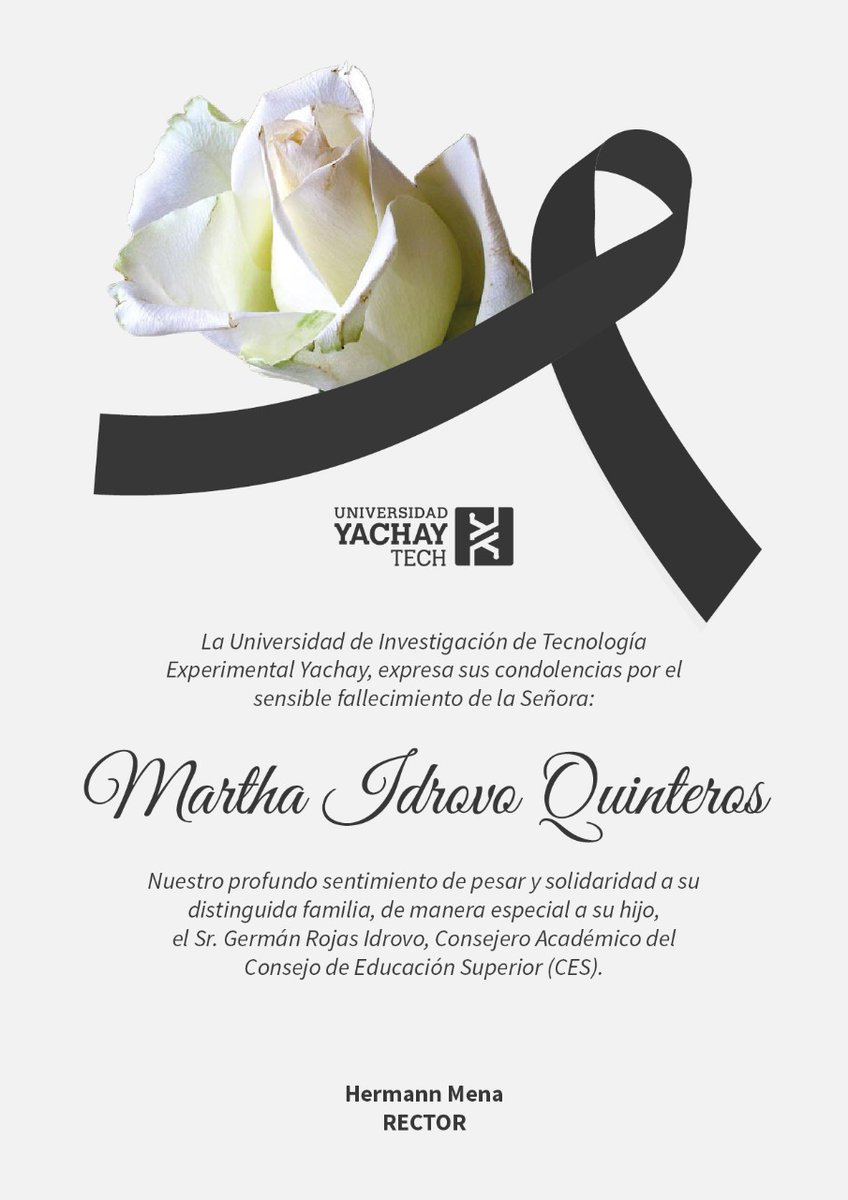 UNIVERSIDAD
YACHAY
TECH
La Universidad de Investigación de Tecnología
Experimental Yachay, expresa sus condolencias por el
sensible fallecimiento de la Señora:
Martha Idrovo Quinteros
Nuestro profundo sentimiento de pesar y solidaridad a su
distinguida familia, de manera especial a su hijo,
el Sr. Germán Rojas Idrovo, Consejero Académico del
Consejo de Educación Superior (CES).
Hermann Mena
RECTOR